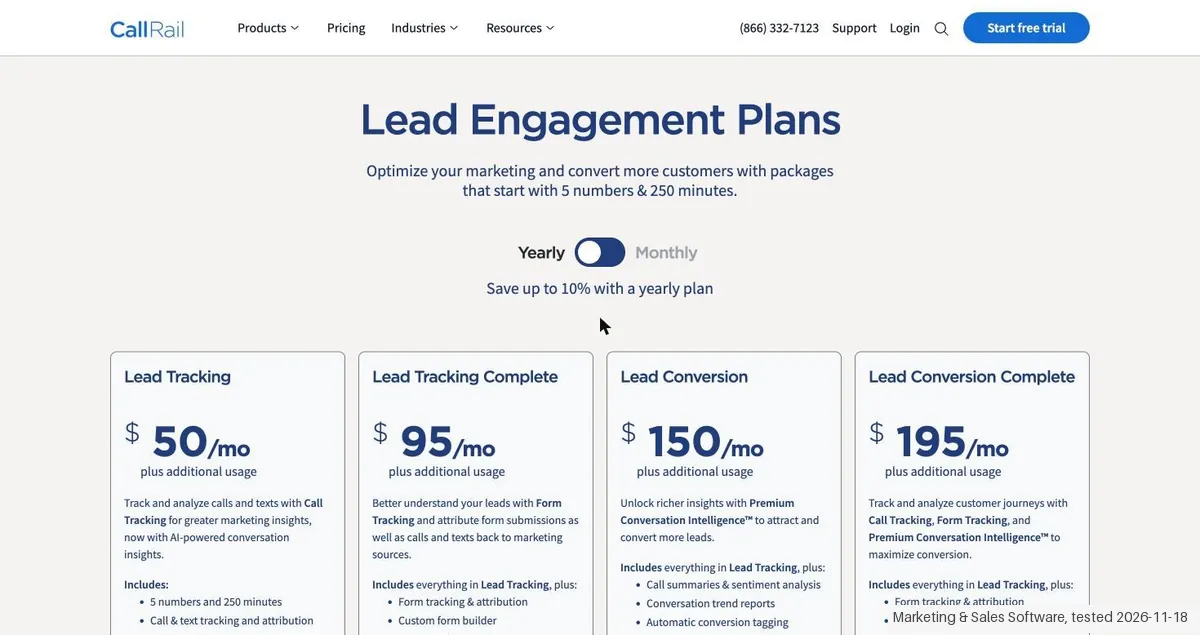 CallRail
Products
Pricing
Industries
Resources
(866) 332-7123
Support
Login
Start free trial
Lead Engagement Plans
Optimize your marketing and convert more customers with packages
that start with 5 numbers & 250 minutes.
Yearly
Monthly
Save up to 10% with a yearly plan
Lead Tracking
$ 50/mo
plus additional usage
Track and analyze calls and texts with Call
Tracking for greater marketing insights,
now with AI-powered conversation
insights.
Includes:
• 5 numbers and 250 minutes
• Call & text tracking and attribution
Lead Tracking Complete
$ 95/mo
plus additional usage
Better understand your leads with Form
Tracking and attribute form submissions as
well as calls and texts back to marketing
sources.
Includes everything in Lead Tracking, plus:
• Form tracking & attribution
• Custom form builder
Lead Conversion
$ 150/mo
plus additional usage
Unlock richer insights with Premium
Conversation Intelligence™ to attract and
convert more leads.
Includes everything in Lead Tracking, plus:
• Call summaries & sentiment analysis
• Conversation trend reports
• Automatic conversion tagging
Lead Conversion Complete
$ 195/mo
plus additional usage
Track and analyze customer journeys with
Call Tracking, Form Tracking, and
Premium Conversation Intelligence™ to
maximize conversion.
Includes everything in Lead Tracking, plus:
• Form tracking & attribution
Marketing & Sales Software, tested 2026-11-18